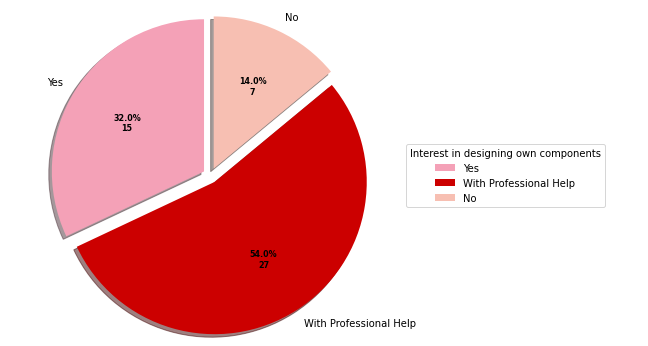 No
Yes
14.0%
7
32.0%
15
54.0%
27
With Professional Help
Interest in designing own components
Yes
With Professional Help
No